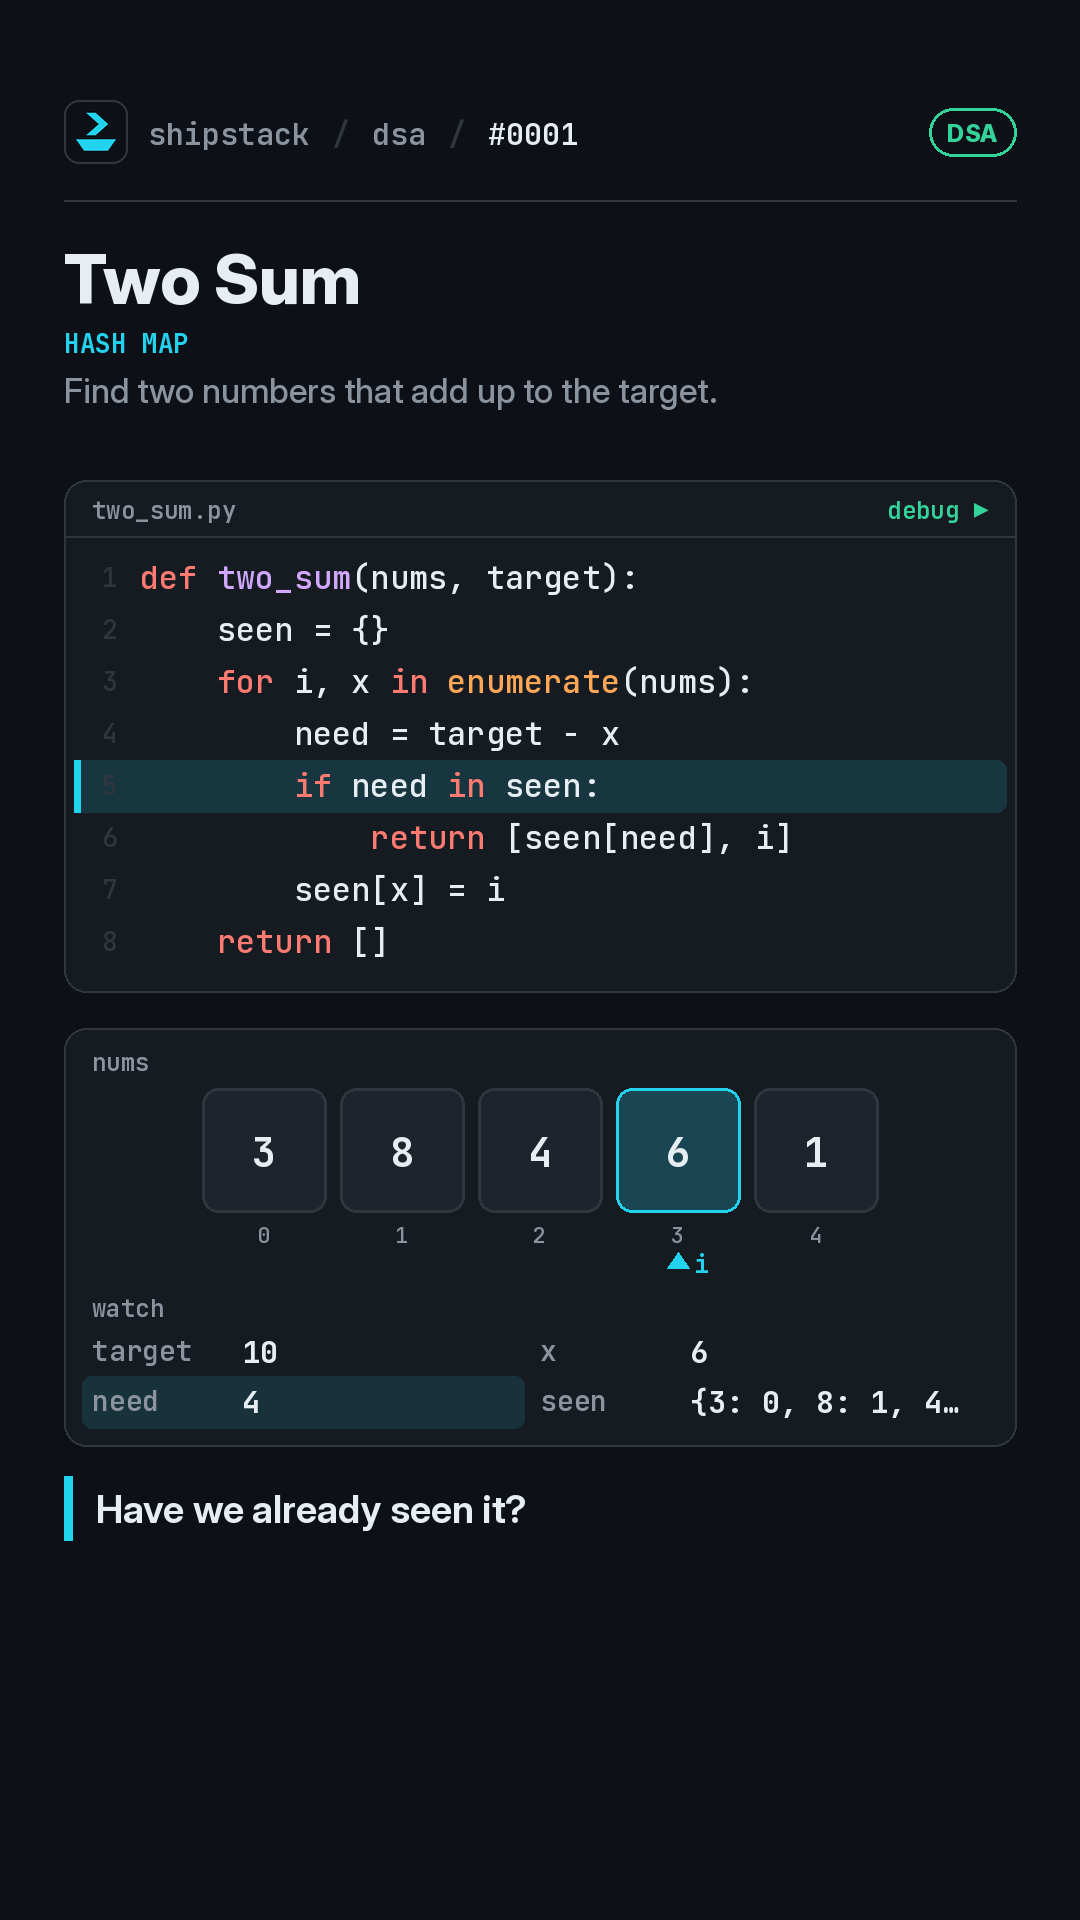 shipstack / dsa / #0001 DSA
Two Sum
HASH MAP
Find two numbers that add up to the target.
two_sum.py debug ▶
1 def two_sum(nums, target):
2     seen = {}
3     for i, x in enumerate(nums):
4         need = target - x
5         if need in seen:
6             return [seen[need], i]
7         seen[x] = i
8     return []
nums
3 8 4 6 1
0 1 2 3 4
▲i
watch
target 10 x 6
need 4 seen {3: 0, 8: 1, 4…
Have we already seen it?